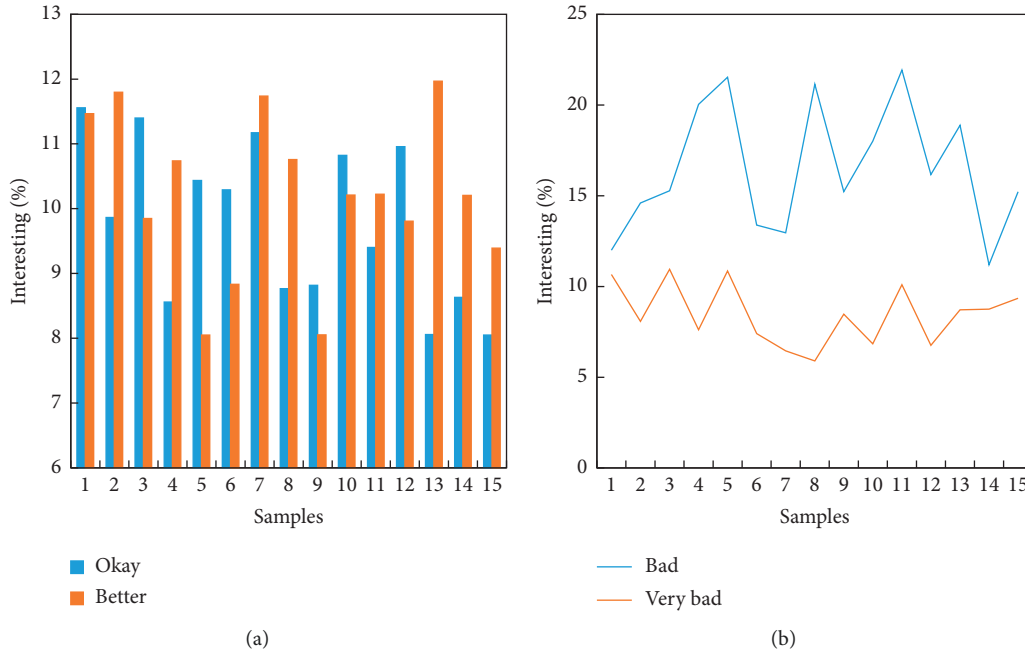 13
12
11
10
9
8
7
6
Interesting (%)
1 2 3 4 5 6 7 8 9 10 11 12 13 14 15
Samples
Okay
Better
(a)
25
20
15
10
5
0
Interesting (%)
1 2 3 4 5 6 7 8 9 10 11 12 13 14 15
Samples
Bad
Very bad
(b)